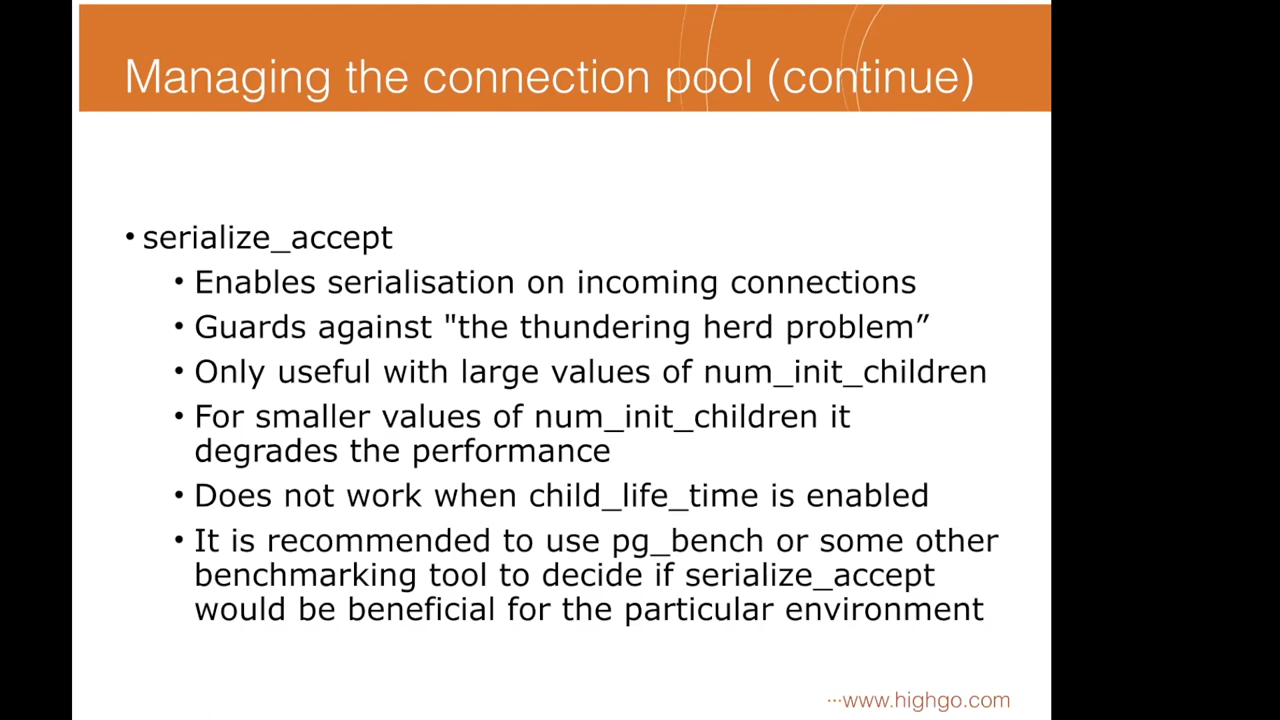 Managing the connection pool (continue)
• serialize_accept
• Enables serialisation on incoming connections
• Guards against "the thundering herd problem”
• Only useful with large values of num_init_children
• For smaller values of num_init_children it
degrades the performance
• Does not work when child_life_time is enabled
• It is recommended to use pg_bench or some other
benchmarking tool to decide if serialize_accept
would be beneficial for the particular environment
···www.highgo.com